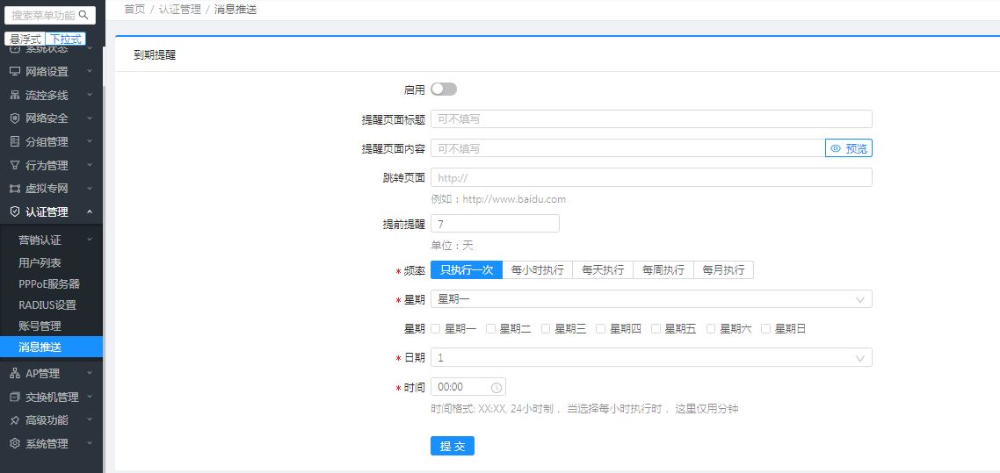 搜索菜单功能
悬浮式 下拉式
系统状态
网络设置
流控多线
网络安全
分组管理
行为管理
虚拟专网
认证管理
营销认证
用户列表
PPPoE服务器
RADIUS设置
账号管理
消息推送
AP管理
交换机管理
高级功能
系统管理
首页 / 认证管理 / 消息推送
到期提醒
启用
提醒页面标题 可不填写
提醒页面内容 可不填写 预览
跳转页面 http://
例如：http://www.baidu.com
提前提醒 7
单位：天
* 频率 只执行一次 每小时执行 每天执行 每周执行 每月执行
* 星期 星期一
星期 星期一 星期二 星期三 星期四 星期五 星期六 星期日
* 日期 1
* 时间 00:00
时间格式: XX:XX, 24小时制， 当选择每小时执行时， 这里仅用分钟
提 交